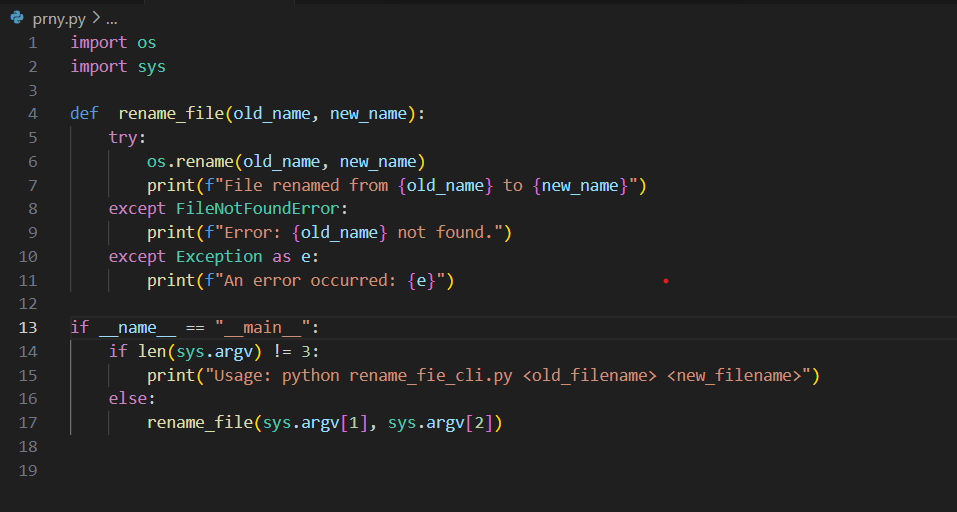 prny.py > ...
1 import os
2 import sys
3
4 def  rename_file(old_name, new_name):
5     try:
6         os.rename(old_name, new_name)
7         print(f"File renamed from {old_name} to {new_name}")
8     except FileNotFoundError:
9         print(f"Error: {old_name} not found.")
10     except Exception as e:
11         print(f"An error occurred: {e}")
12
13 if __name__ == "__main__":
14     if len(sys.argv) != 3:
15         print("Usage: python rename_fie_cli.py <old_filename> <new_filename>")
16     else:
17         rename_file(sys.argv[1], sys.argv[2])
18
19